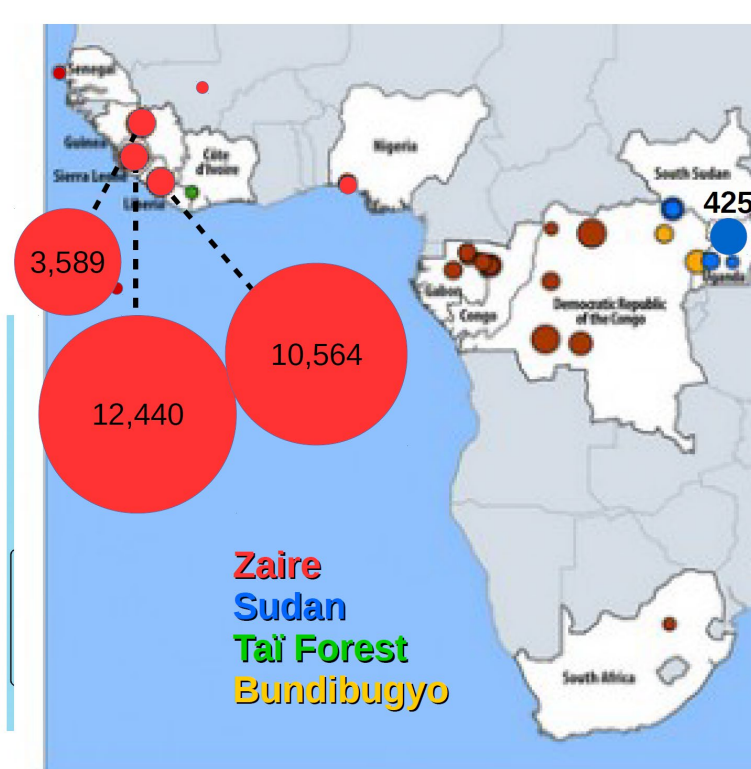 Senegal
Guinea
Sierra Leone
Liberia
Côte
d'Ivoire
Nigeria
South Sudan
425
3,589
Gabon
Congo
Democratic Republic
of the Congo
Uganda
10,564
12,440
Zaire
Sudan
Taï Forest
Bundibugyo
South Africa